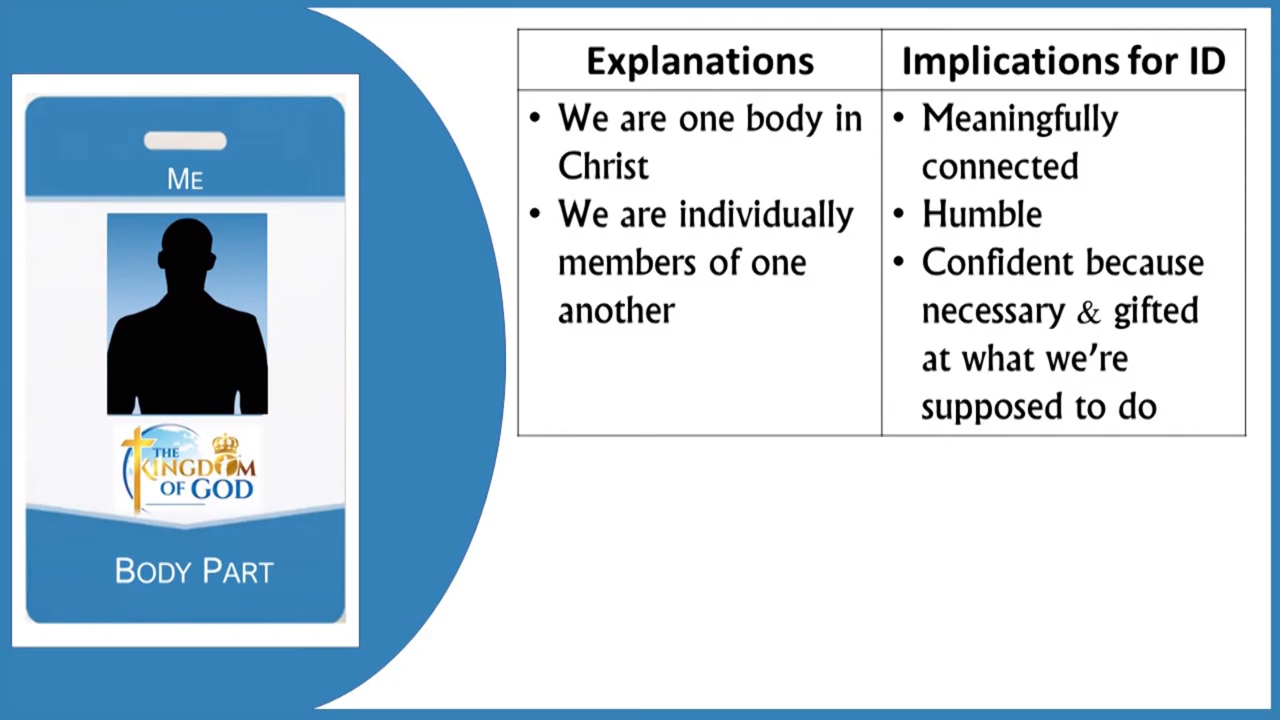 ME
THE
KINGDOM
OF GOD
BODY PART
Explanations
• We are one body in
Christ
• We are individually
members of one
another
Implications for ID
• Meaningfully
connected
• Humble
• Confident because
necessary & gifted
at what we’re
supposed to do